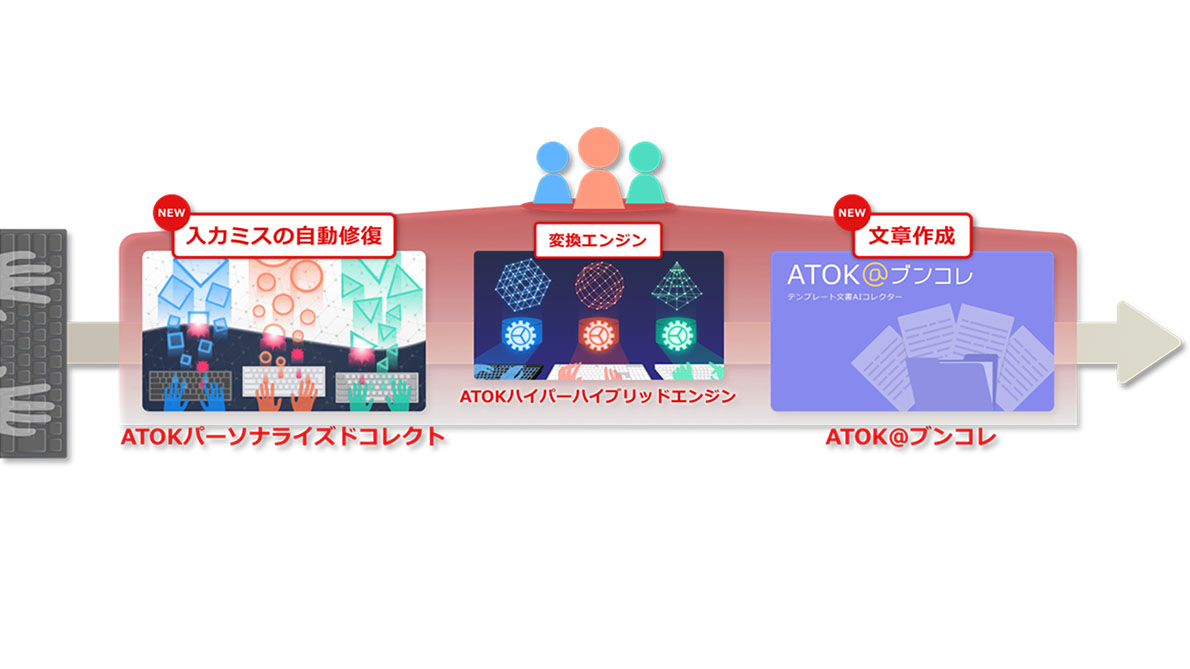 NEW
入力ミスの自動修復
ATOKパーソナライズドコレクト
変換エンジン
ATOKハイパーハイブリッドエンジン
NEW
文章作成
ATOK@ブンコレ
テンプレート文書AIコレクター
ATOK@ブンコレ